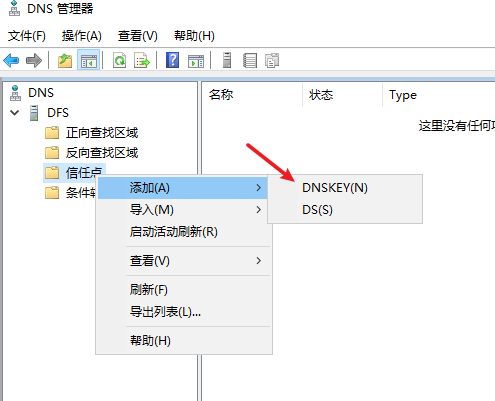 DNS 管理器
文件(F) 操作(A) 查看(V) 帮助(H)
DNS
DFS
正向查找区域
反向查找区域
信任点
条件转
名称 状态 Type
这里没有任何项
添加(A)
导入(M)
启动活动刷新(R)
查看(V)
刷新(F)
导出列表(L)...
帮助(H)
DNSKEY(N)
DS(S)